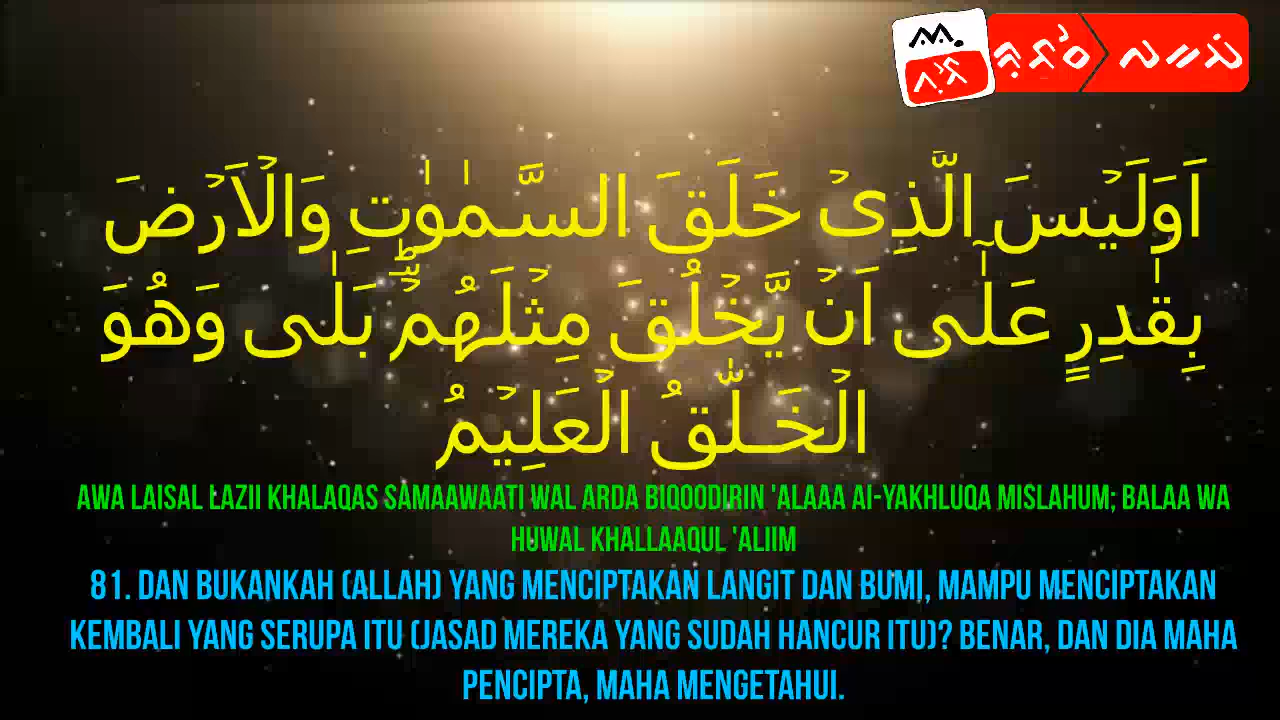 اَوَلَيۡسَ الَّذِىۡ خَلَقَ السَّمٰوٰتِ وَالۡاَرۡضَ
بِقٰدِرٍ عَلٰٓى اَنۡ يَّخۡلُقَ مِثۡلَهُمۡؕ بَلٰى وَهُوَ
الۡخَـلّٰقُ الۡعَلِيۡمُ
AWA LAISAL LAZII KHALAQAS SAMAAWAATI WAL ARDA BIQOODIRIN 'ALAAA AI-YAKHLUQA MISLAHUM; BALAA WA
HUWAL KHALLAAQUL 'ALIIM
81. DAN BUKANKAH (ALLAH) YANG MENCIPTAKAN LANGIT DAN BUMI, MAMPU MENCIPTAKAN
KEMBALI YANG SERUPA ITU (JASAD MEREKA YANG SUDAH HANCUR ITU)? BENAR, DAN DIA MAHA
PENCIPTA, MAHA MENGETAHUI.